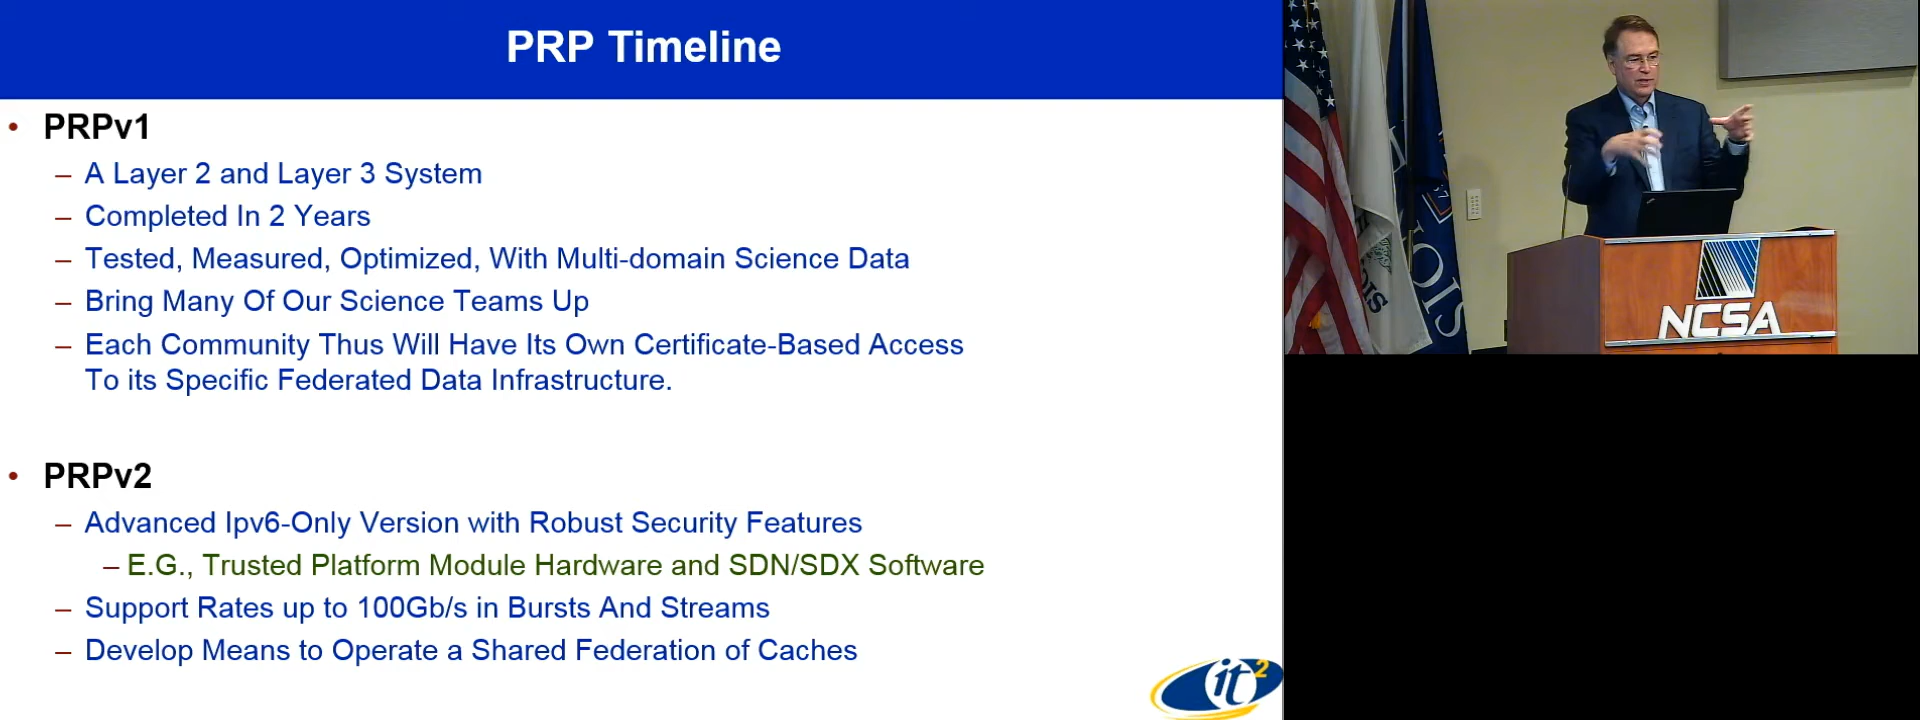 PRP Timeline
• PRPv1
– A Layer 2 and Layer 3 System
– Completed In 2 Years
– Tested, Measured, Optimized, With Multi-domain Science Data
– Bring Many Of Our Science Teams Up
– Each Community Thus Will Have Its Own Certificate-Based Access
To its Specific Federated Data Infrastructure.
• PRPv2
– Advanced Ipv6-Only Version with Robust Security Features
– E.G., Trusted Platform Module Hardware and SDN/SDX Software
– Support Rates up to 100Gb/s in Bursts And Streams
– Develop Means to Operate a Shared Federation of Caches
it2
OIS
OIS
NCSA